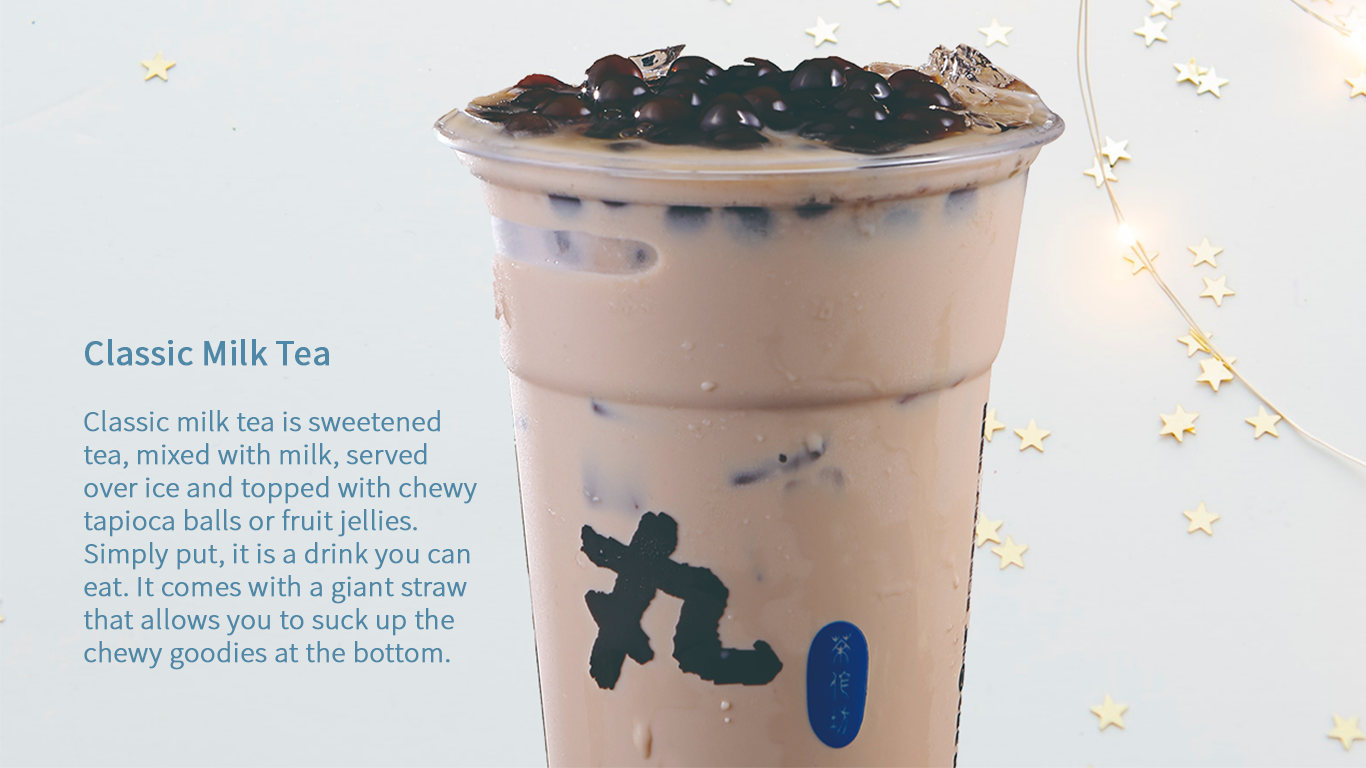 Classic Milk Tea
Classic milk tea is sweetened
tea, mixed with milk, served
over ice and topped with chewy
tapioca balls or fruit jellies.
Simply put, it is a drink you can
eat. It comes with a giant straw
that allows you to suck up the
chewy goodies at the bottom.
丸
茶作